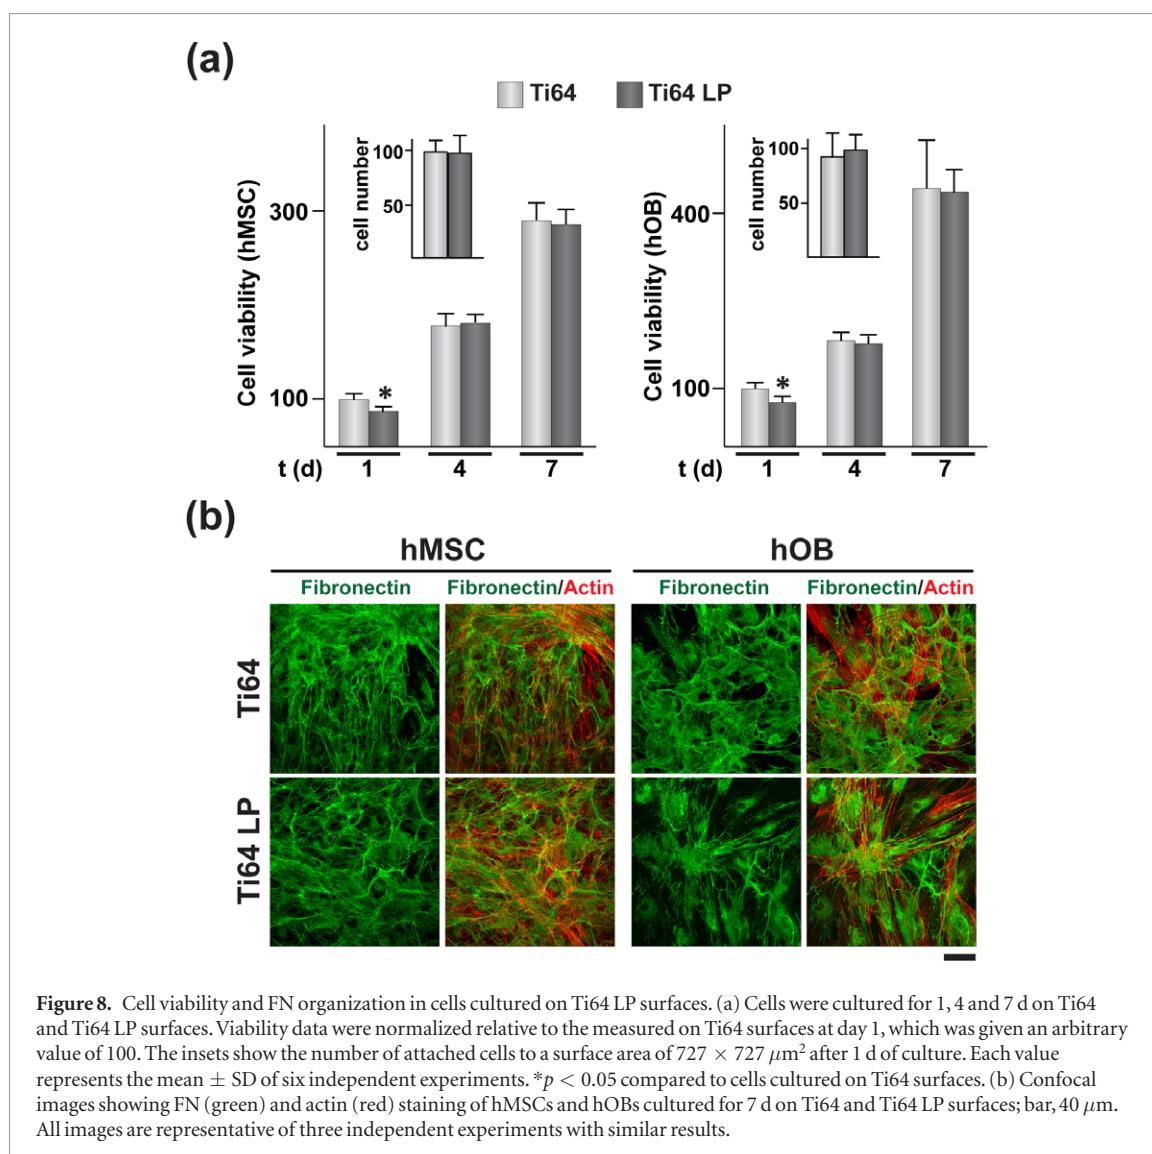 (a)
Ti64 Ti64 LP
Cell viability (hMSC)
300
100
cell number
100
50
*
t (d) 1 4 7
Cell viability (hOB)
400
100
cell number
100
50
*
t (d) 1 4 7
(b)
hMSC hOB
Fibronectin Fibronectin/Actin Fibronectin Fibronectin/Actin
Ti64
Ti64 LP
Figure 8. Cell viability and FN organization in cells cultured on Ti64 LP surfaces. (a) Cells were cultured for 1, 4 and 7 d on Ti64
and Ti64 LP surfaces. Viability data were normalized relative to the measured on Ti64 surfaces at day 1, which was given an arbitrary
value of 100. The insets show the number of attached cells to a surface area of 727 × 727 μm² after 1 d of culture. Each value
represents the mean ± SD of six independent experiments. *p < 0.05 compared to cells cultured on Ti64 surfaces. (b) Confocal
images showing FN (green) and actin (red) staining of hMSCs and hOBs cultured for 7 d on Ti64 and Ti64 LP surfaces; bar, 40 μm.
All images are representative of three independent experiments with similar results.